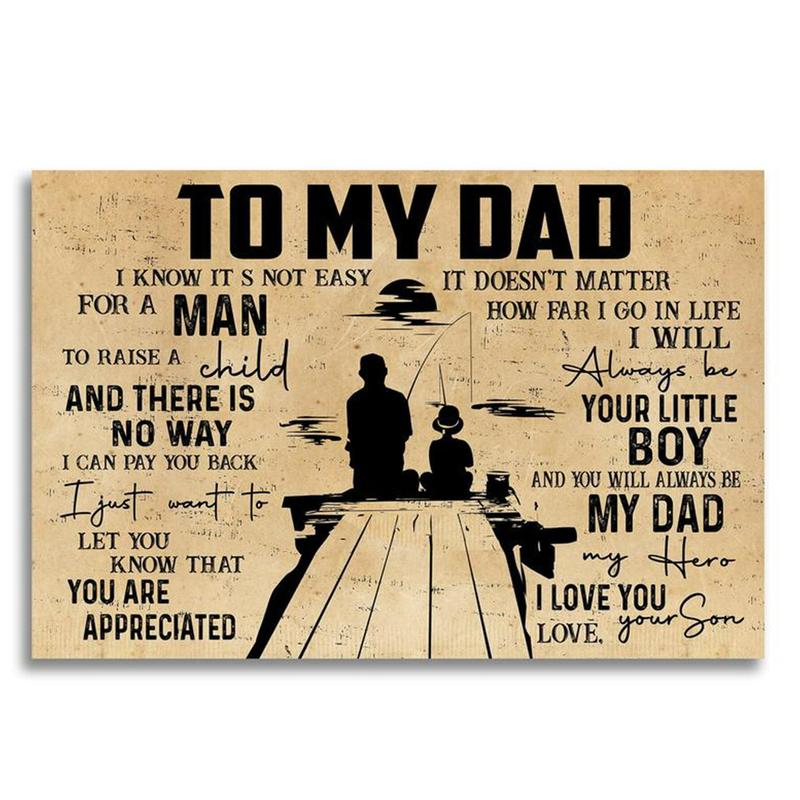 TO MY DAD
I KNOW IT S NOT EASY
FOR A MAN
TO RAISE A child
AND THERE IS
NO WAY
I CAN PAY YOU BACK
I just want to
LET YOU
KNOW THAT
YOU ARE
APPRECIATED
IT DOESN'T MATTER
HOW FAR I GO IN LIFE
I WILL
Always be
YOUR LITTLE
BOY
AND YOU WILL ALWAYS BE
MY DAD
my Hero
I LOVE YOU
LOVE, your Son